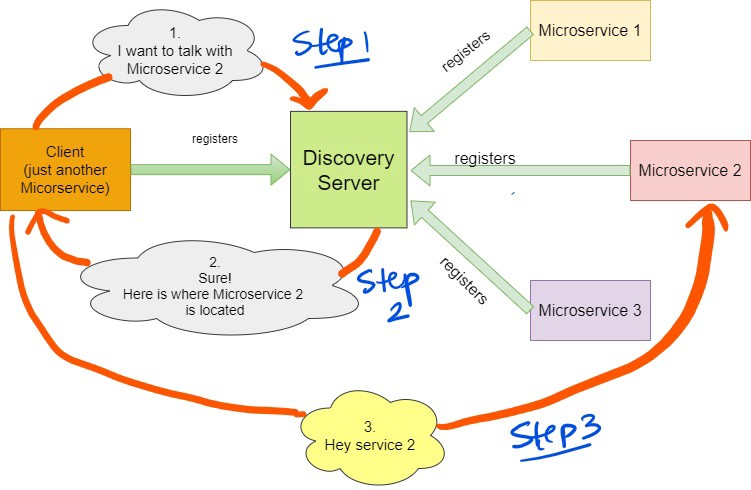 1.
I want to talk with
Microservice 2
Step 1
registers
Microservice 1
Client
(just another
Micorservice)
registers
Discovery
Server
registers
Microservice 2
2.
Sure!
Here is where Microservice 2
is located
Step
2
registers
Microservice 3
3.
Hey service 2
Step 3